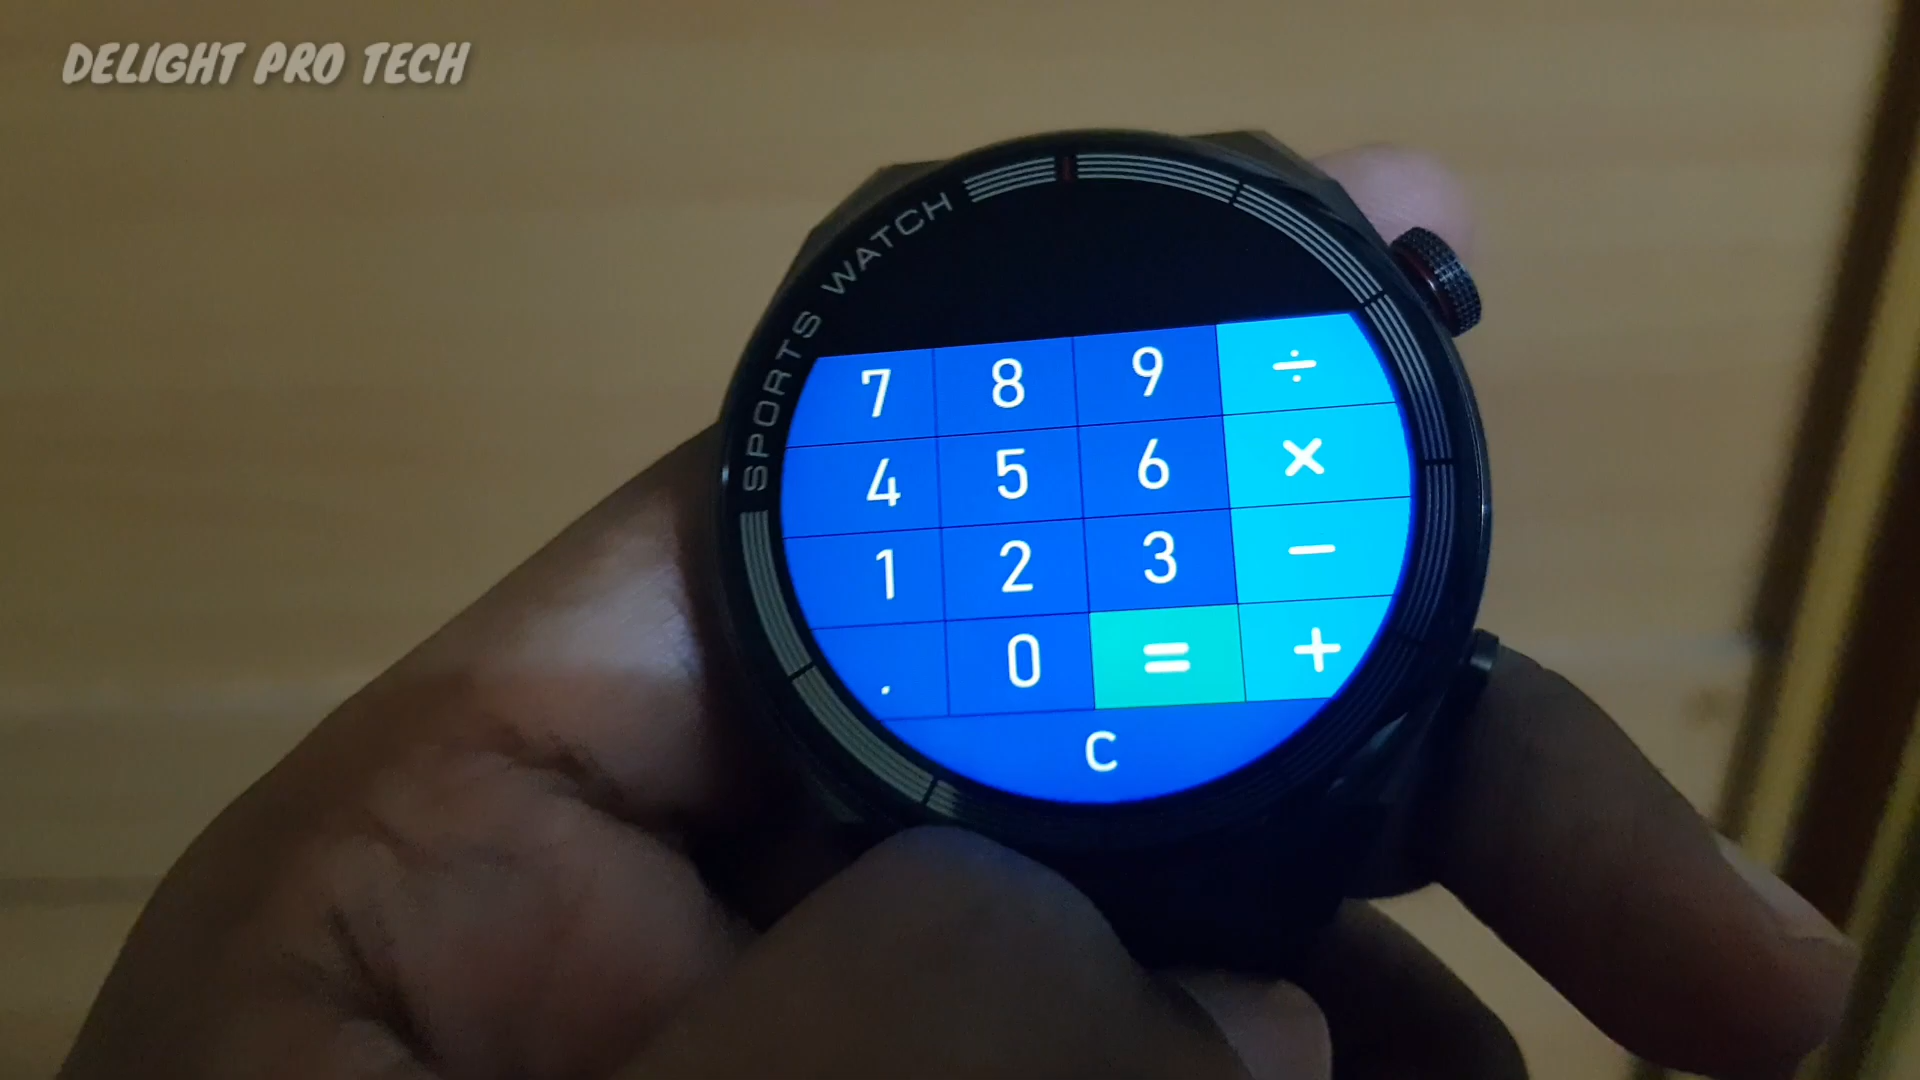 DELIGHT PRO TECH
SPORTS WATCH
7 8 9 ÷
4 5 6 ×
1 2 3 −
. 0 = +
C